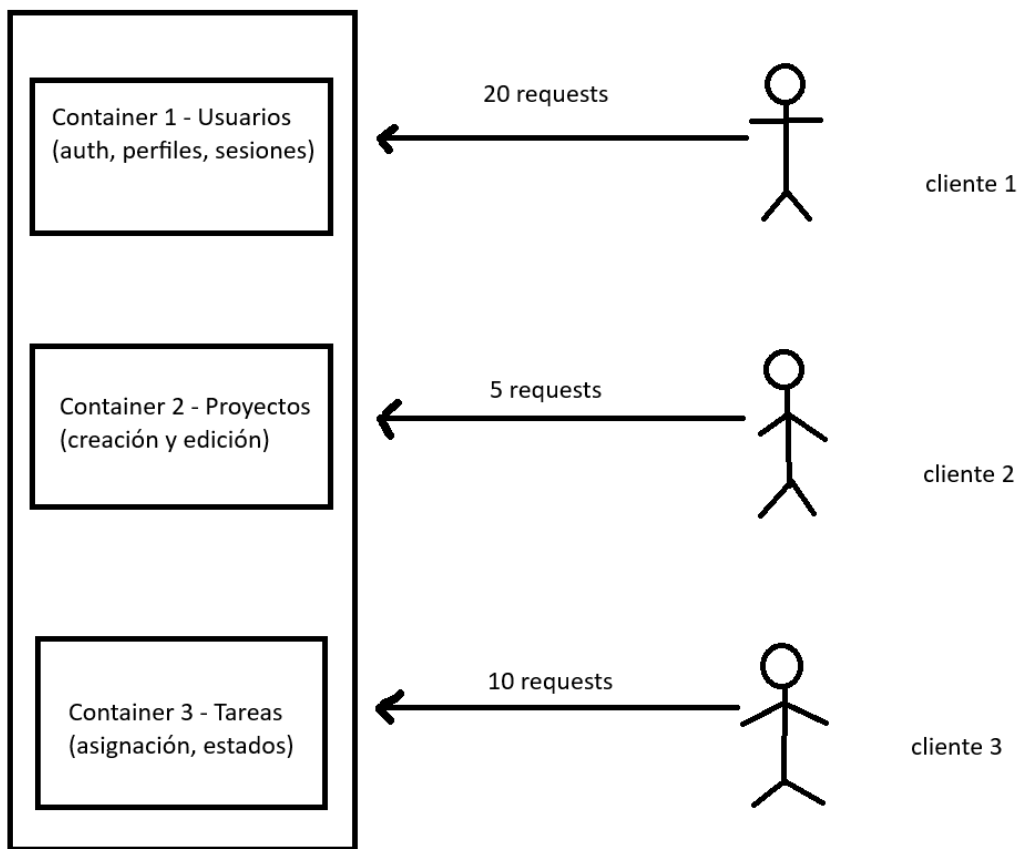 Container 1 - Usuarios
(auth, perfiles, sesiones)
20 requests
cliente 1
Container 2 - Proyectos
(creación y edición)
5 requests
cliente 2
Container 3 - Tareas
(asignación, estados)
10 requests
cliente 3